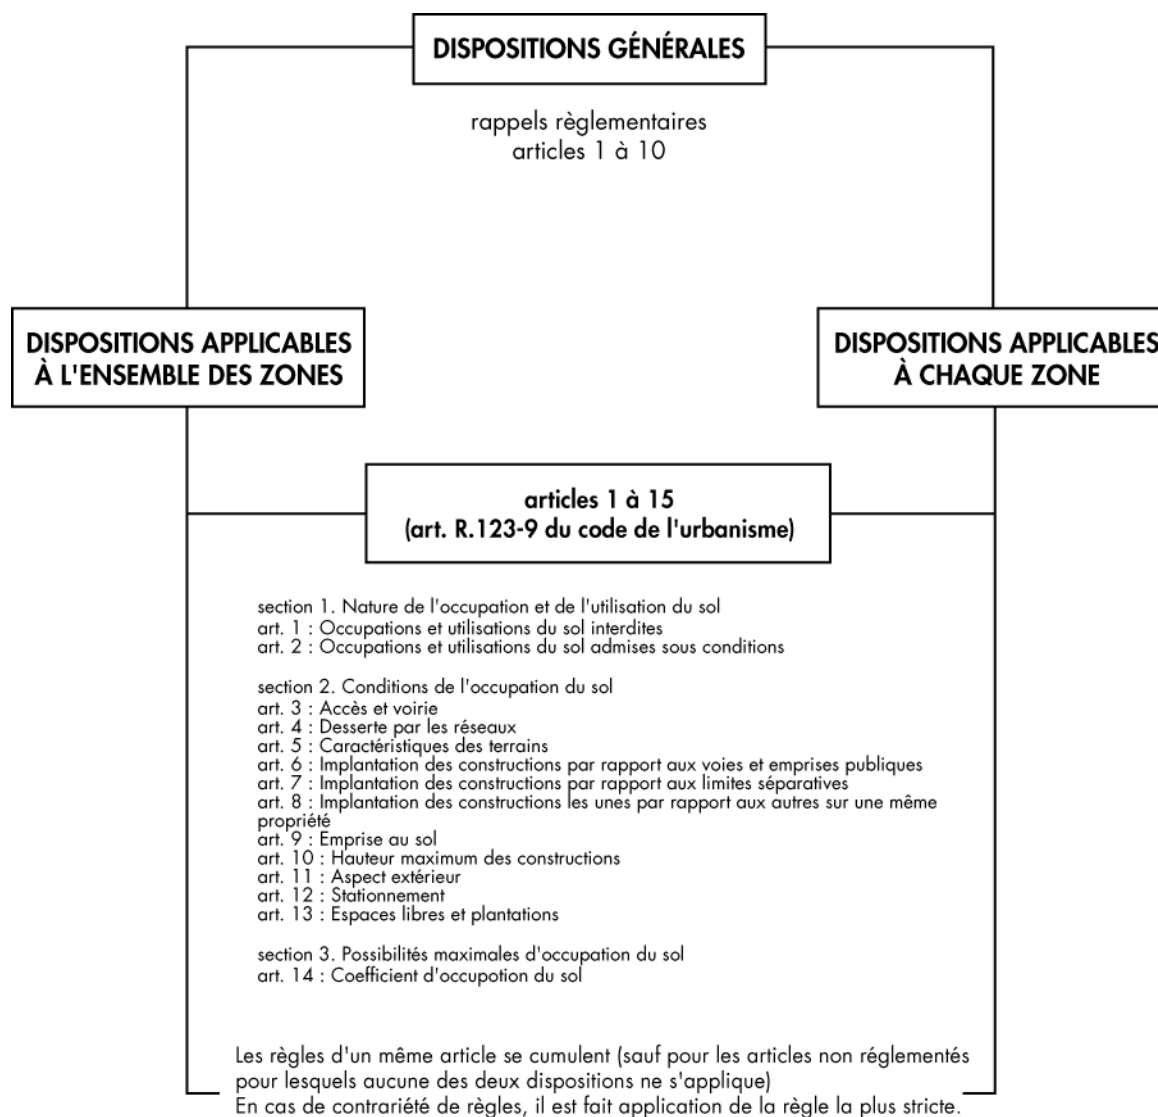 DISPOSITIONS GÉNÉRALES
rappels règlementaires
articles 1 à 10
DISPOSITIONS APPLICABLES
À L'ENSEMBLE DES ZONES
DISPOSITIONS APPLICABLES
À CHAQUE ZONE
articles 1 à 15
(art. R.123-9 du code de l'urbanisme)
section 1. Nature de l'occupation et de l'utilisation du sol
art. 1 : Occupations et utilisations du sol interdites
art. 2 : Occupations et utilisations du sol admises sous conditions
section 2. Conditions de l'occupation du sol
art. 3 : Accès et voirie
art. 4 : Desserte par les réseaux
art. 5 : Caractéristiques des terrains
art. 6 : Implantation des constructions par rapport aux voies et emprises publiques
art. 7 : Implantation des constructions par rapport aux limites séparatives
art. 8 : Implantation des constructions les unes par rapport aux autres sur une même
propriété
art. 9 : Emprise au sol
art. 10 : Hauteur maximum des constructions
art. 11 : Aspect extérieur
art. 12 : Stationnement
art. 13 : Espaces libres et plantations
section 3. Possibilités maximales d'occupation du sol
art. 14 : Coefficient d'occupotion du sol
Les règles d'un même article se cumulent (sauf pour les articles non réglementés
pour lesquels aucune des deux dispositions ne s'applique)
En cas de contrariété de règles, il est fait application de la règle la plus stricte.